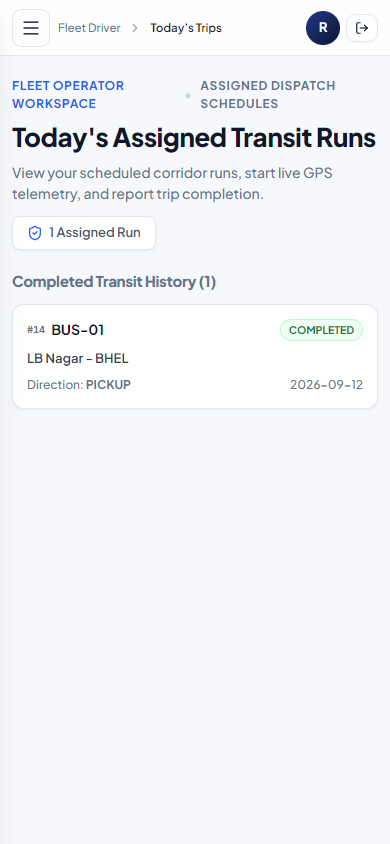 Fleet Driver > Today's Trips R
FLEET OPERATOR WORKSPACE • ASSIGNED DISPATCH SCHEDULES
Today's Assigned Transit Runs
View your scheduled corridor runs, start live GPS
telemetry, and report trip completion.
1 Assigned Run
Completed Transit History (1)
#14 BUS-01 COMPLETED
LB Nagar - BHEL
Direction: PICKUP 2026-09-12